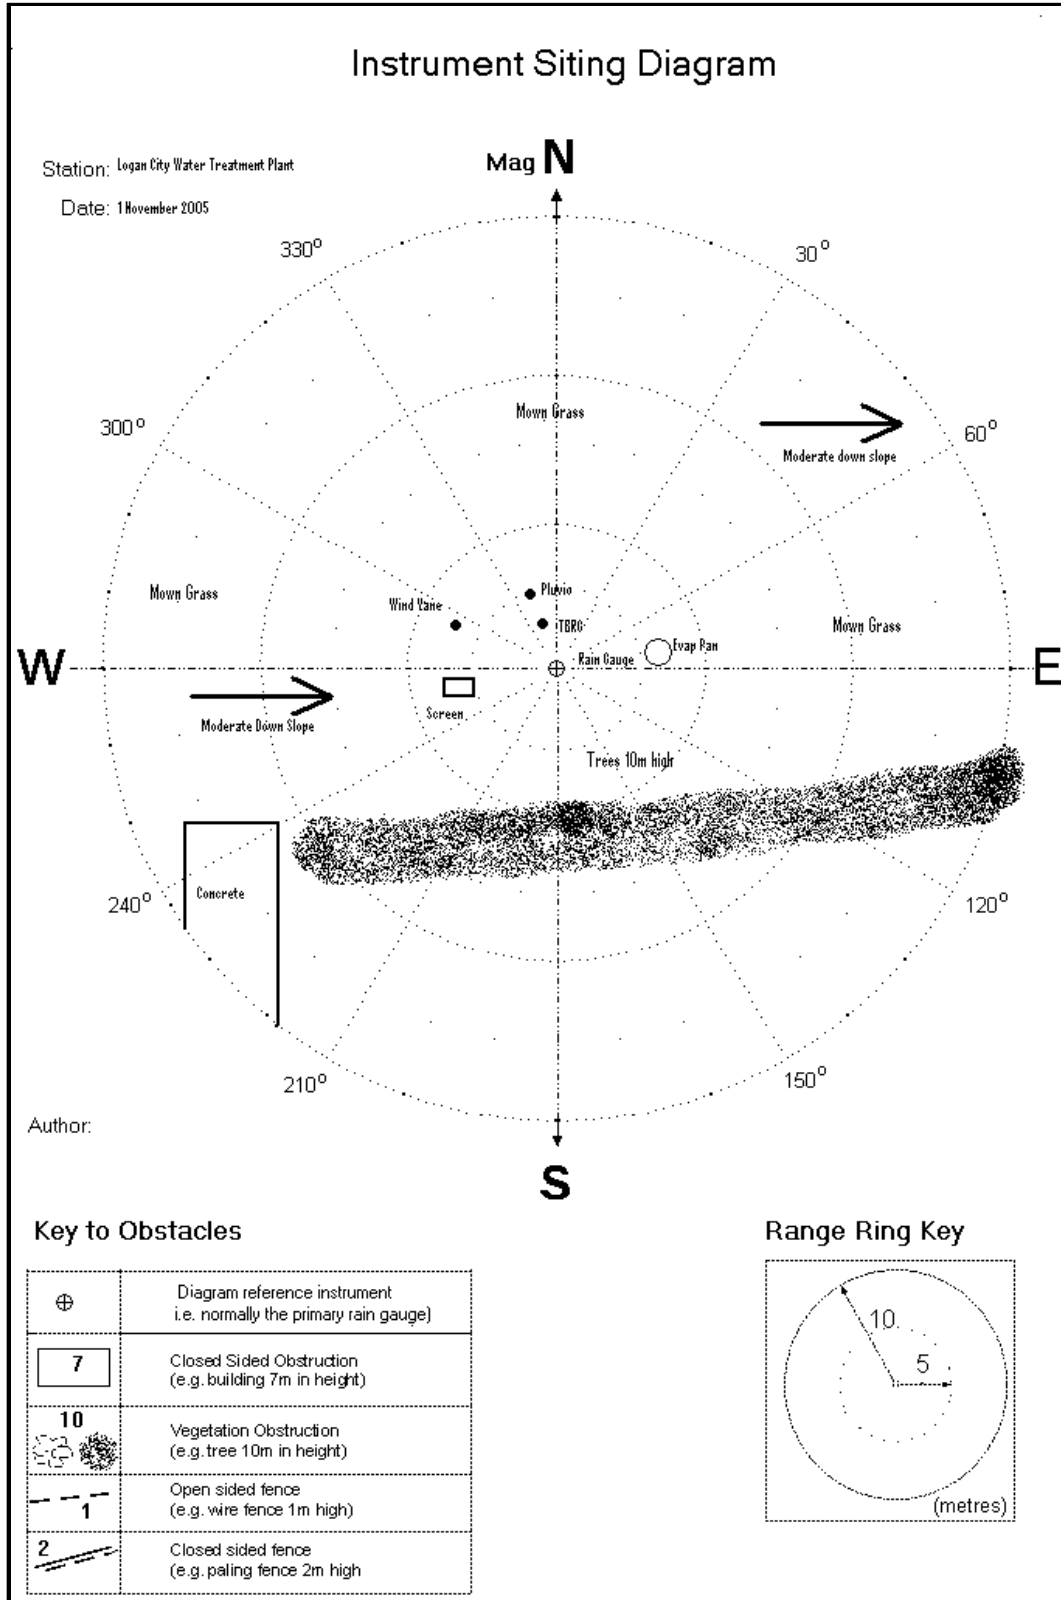 Instrument Siting Diagram
Station: Logan City Water Treatment Plant
Mag N
Date: 1 November 2005
330°
30°
Mown Grass
300°
60°
Moderate down slope
Mown Grass
Pluvio
Wind Vane
TBRG
Mown Grass
Evap Pan
Rain Gauge
W
E
Screen
Moderate Down Slope
Trees 10m high
Concrete
240°
120°
210°
150°
Author:
S
Key to Obstacles
Diagram reference instrument
i.e. normally the primary rain gauge)
7
Closed Sided Obstruction
(e.g. building 7m in height)
10
Vegetation Obstruction
(e.g. tree 10m in height)
1
Open sided fence
(e.g. wire fence 1m high)
2
Closed sided fence
(e.g. paling fence 2m high
Range Ring Key
10
5
(metres)